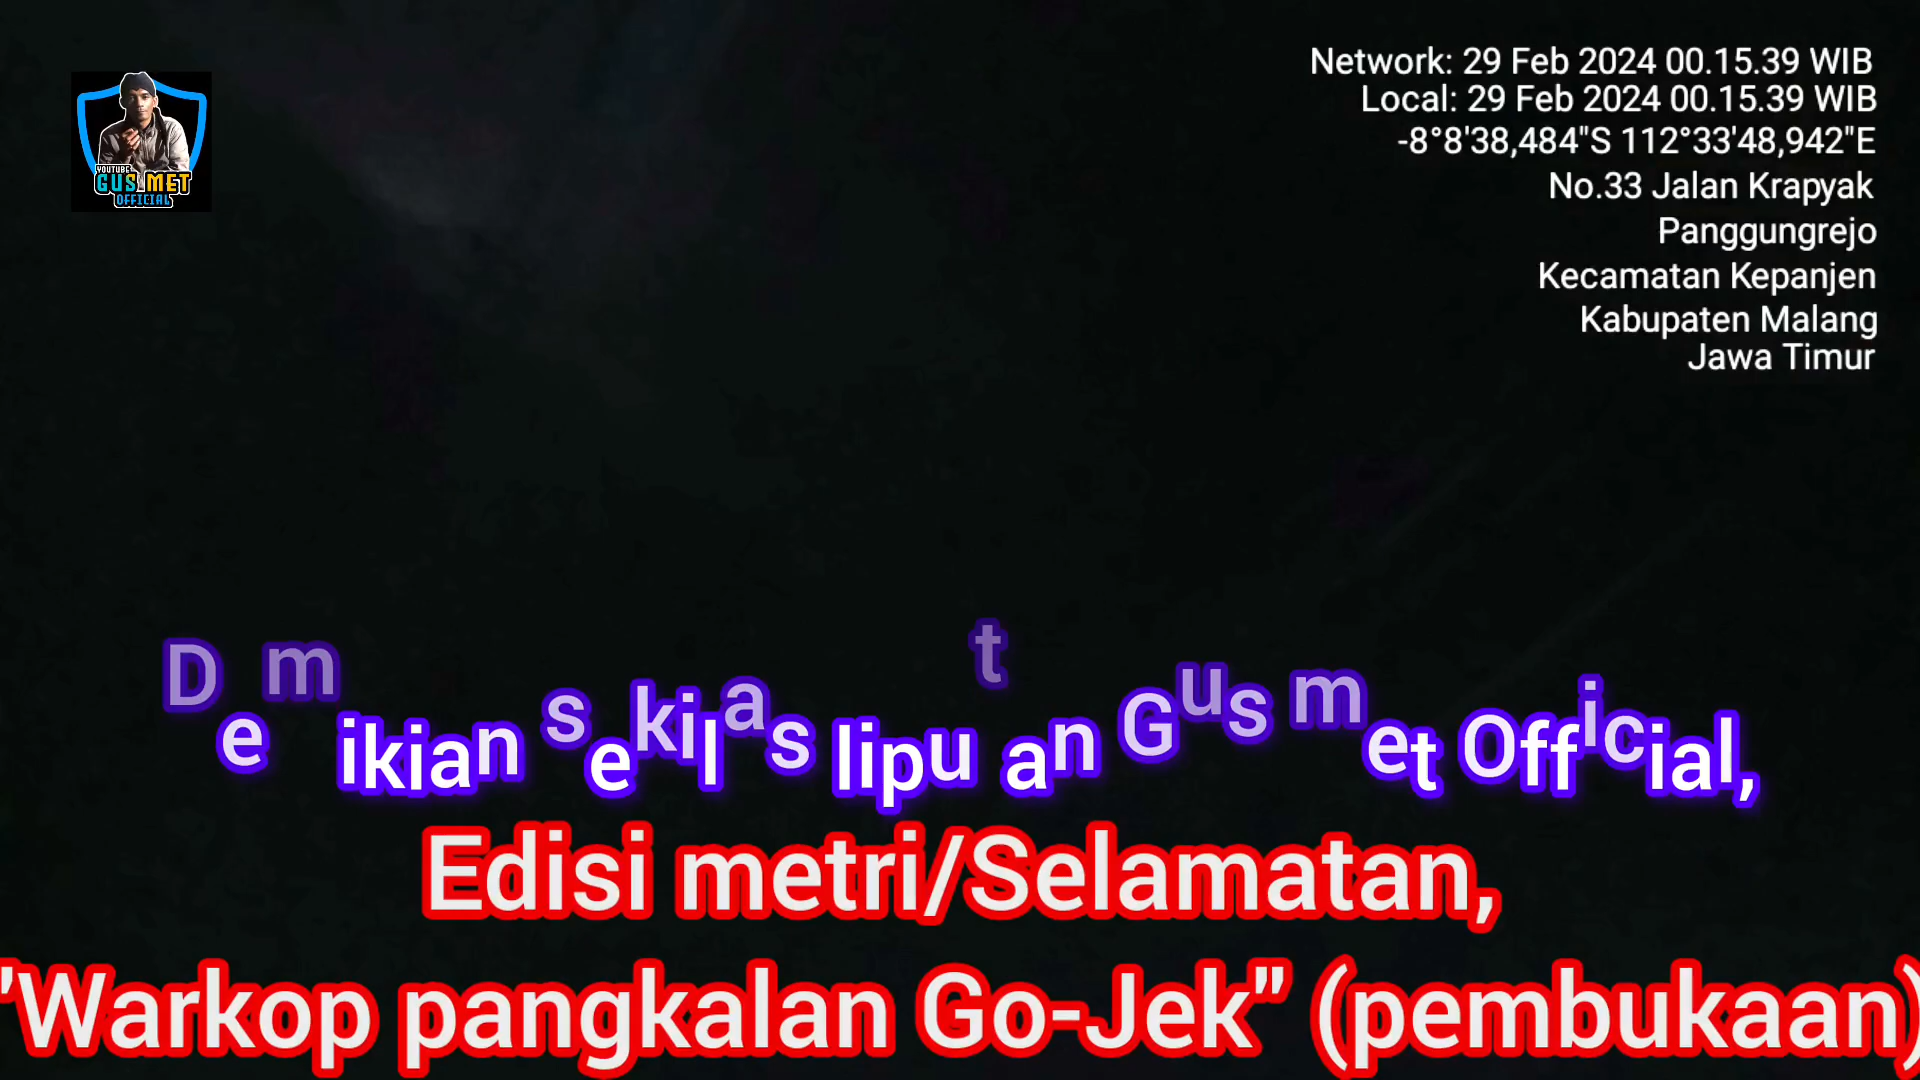 YOUTUBE
GUS MET
OFFICIAL
Network: 29 Feb 2024 00.15.39 WIB
Local: 29 Feb 2024 00.15.39 WIB
-8°8'38,484"S 112°33'48,942"E
No.33 Jalan Krapyak
Panggungrejo
Kecamatan Kepanjen
Kabupaten Malang
Jawa Timur
Demikian sekilas liputan Gus met Official,
Edisi metri/Selamatan,
"Warkop pangkalan Go-Jek" (pembukaan)